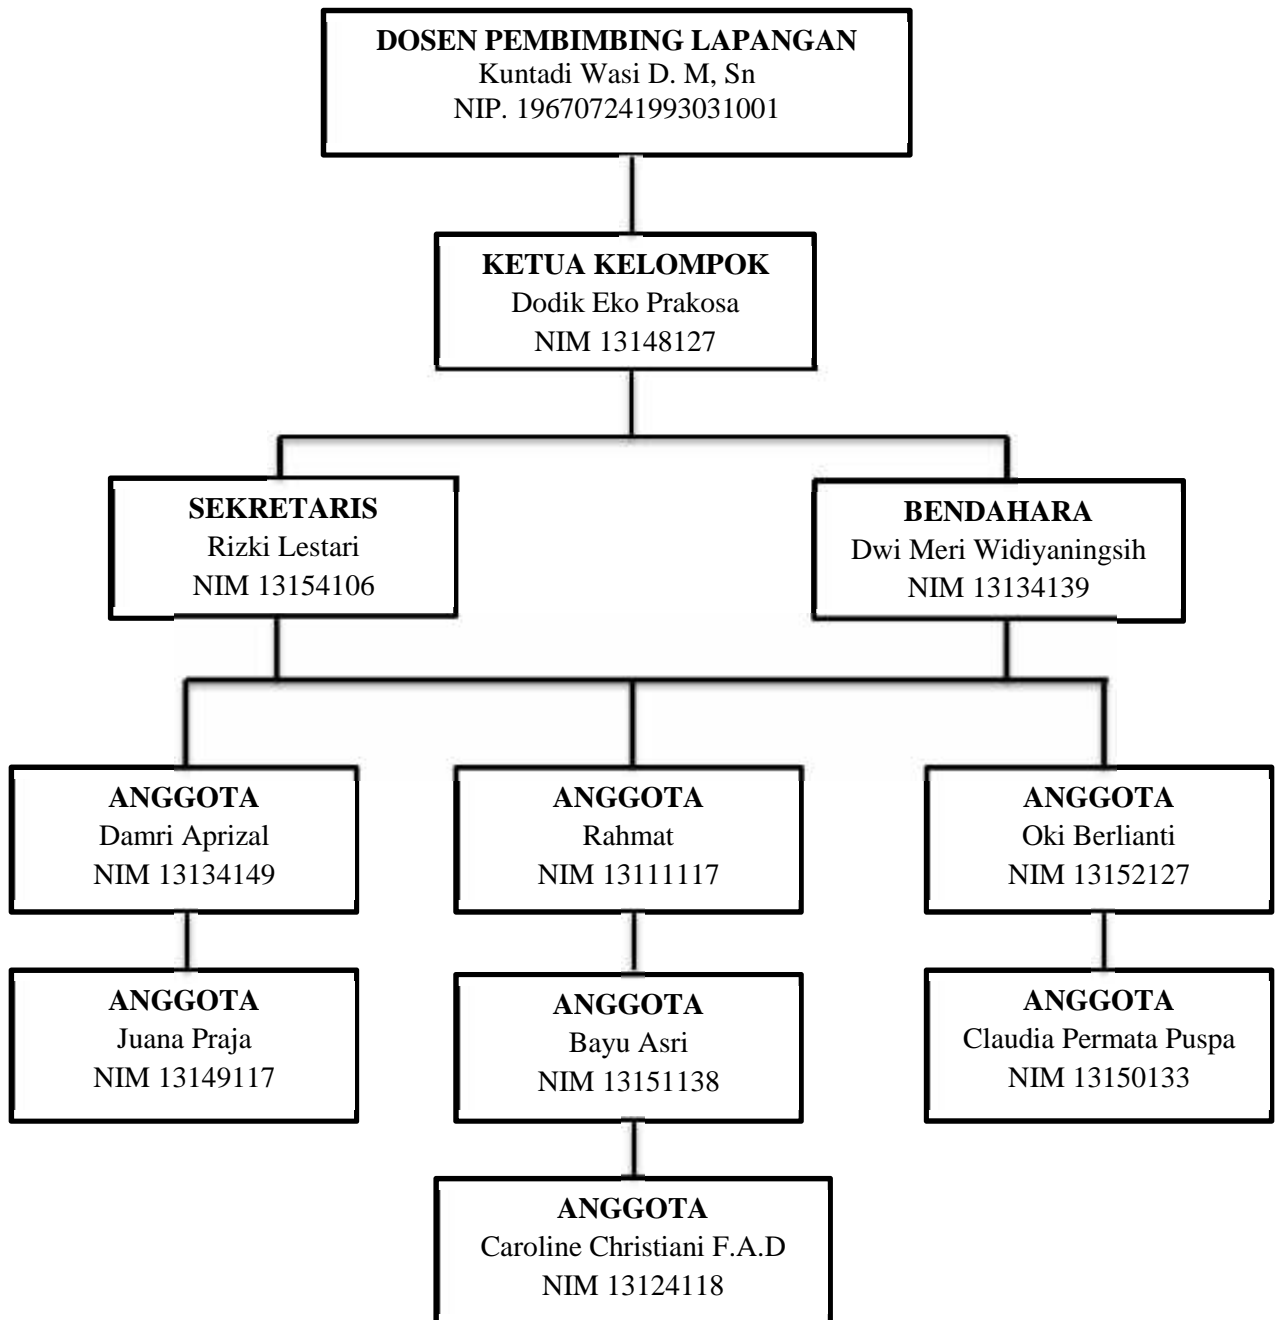 DOSEN PEMBIMBING LAPANGAN
Kuntadi Wasi D. M, Sn
NIP. 196707241993031001
KETUA KELOMPOK
Dodik Eko Prakosa
NIM 13148127
SEKRETARIS
Rizki Lestari
NIM 13154106
BENDAHARA
Dwi Meri Widiyaningsih
NIM 13134139
ANGGOTA
Damri Aprizal
NIM 13134149
ANGGOTA
Rahmat
NIM 13111117
ANGGOTA
Oki Berlianti
NIM 13152127
ANGGOTA
Juana Praja
NIM 13149117
ANGGOTA
Bayu Asri
NIM 13151138
ANGGOTA
Claudia Permata Puspa
NIM 13150133
ANGGOTA
Caroline Christiani F.A.D
NIM 13124118